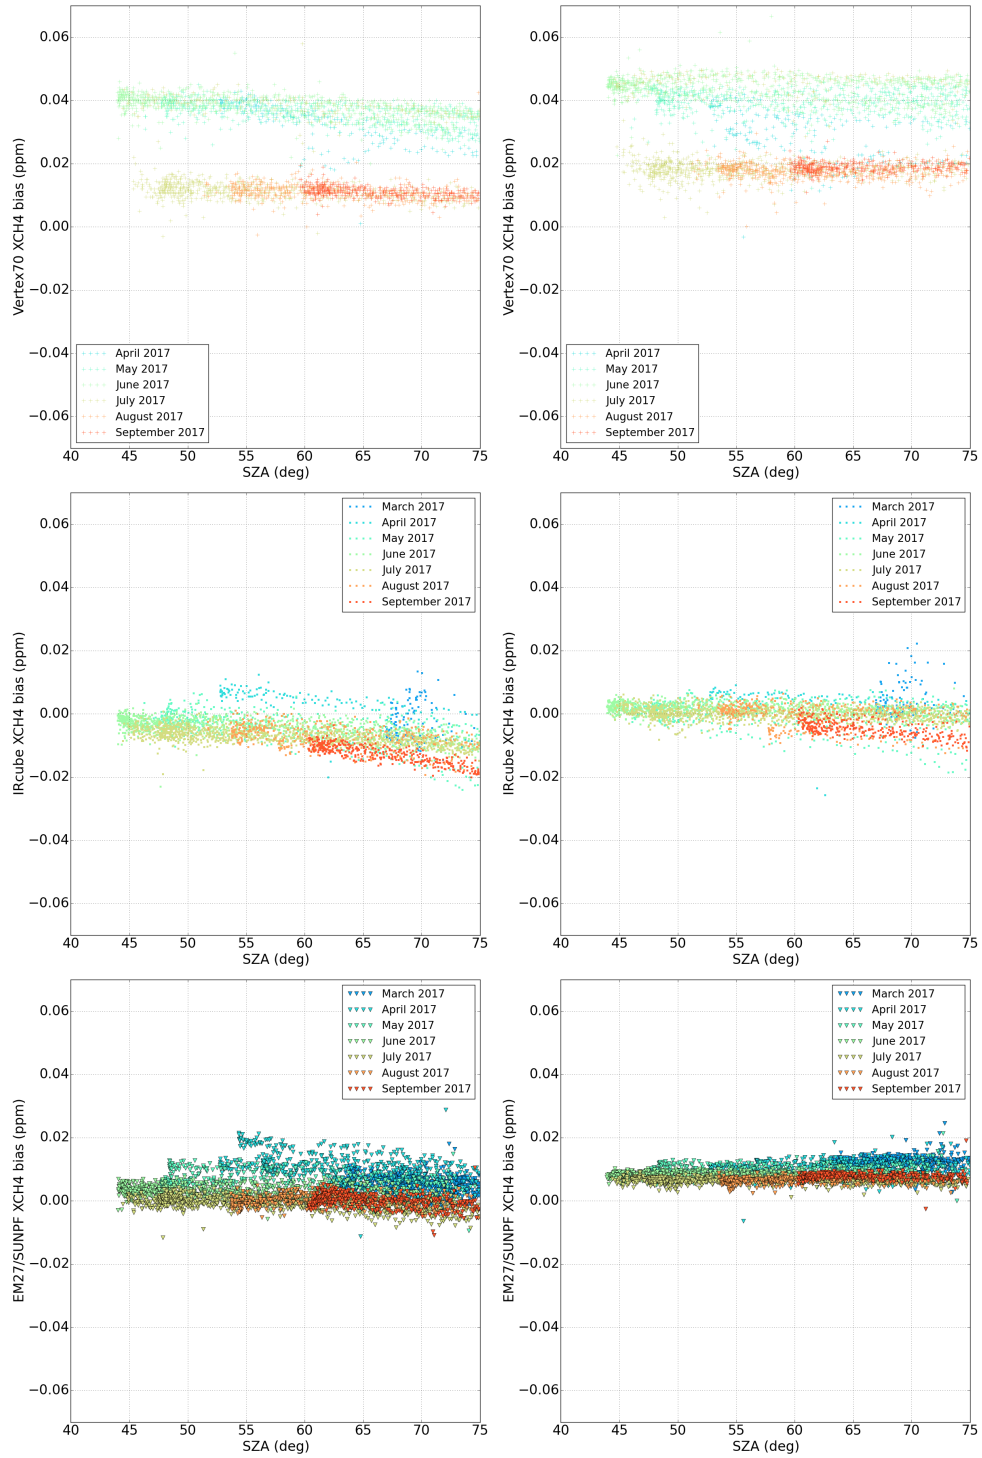 0.06
0.04
0.02
0.00
−0.02
−0.04
−0.06
Vertex70 XCH4 bias (ppm)
April 2017
May 2017
June 2017
July 2017
August 2017
September 2017
40 45 50 55 60 65 70 75
SZA (deg)
0.06
0.04
0.02
0.00
−0.02
−0.04
−0.06
Vertex70 XCH4 bias (ppm)
April 2017
May 2017
June 2017
July 2017
August 2017
September 2017
40 45 50 55 60 65 70 75
SZA (deg)
0.06
0.04
0.02
0.00
−0.02
−0.04
−0.06
IRcube XCH4 bias (ppm)
March 2017
April 2017
May 2017
June 2017
July 2017
August 2017
September 2017
40 45 50 55 60 65 70 75
SZA (deg)
0.06
0.04
0.02
0.00
−0.02
−0.04
−0.06
IRcube XCH4 bias (ppm)
March 2017
April 2017
May 2017
June 2017
July 2017
August 2017
September 2017
40 45 50 55 60 65 70 75
SZA (deg)
0.06
0.04
0.02
0.00
−0.02
−0.04
−0.06
EM27/SUNPF XCH4 bias (ppm)
March 2017
April 2017
May 2017
June 2017
July 2017
August 2017
September 2017
40 45 50 55 60 65 70 75
SZA (deg)
0.06
0.04
0.02
0.00
−0.02
−0.04
−0.06
EM27/SUNPF XCH4 bias (ppm)
March 2017
April 2017
May 2017
June 2017
July 2017
August 2017
September 2017
40 45 50 55 60 65 70 75
SZA (deg)